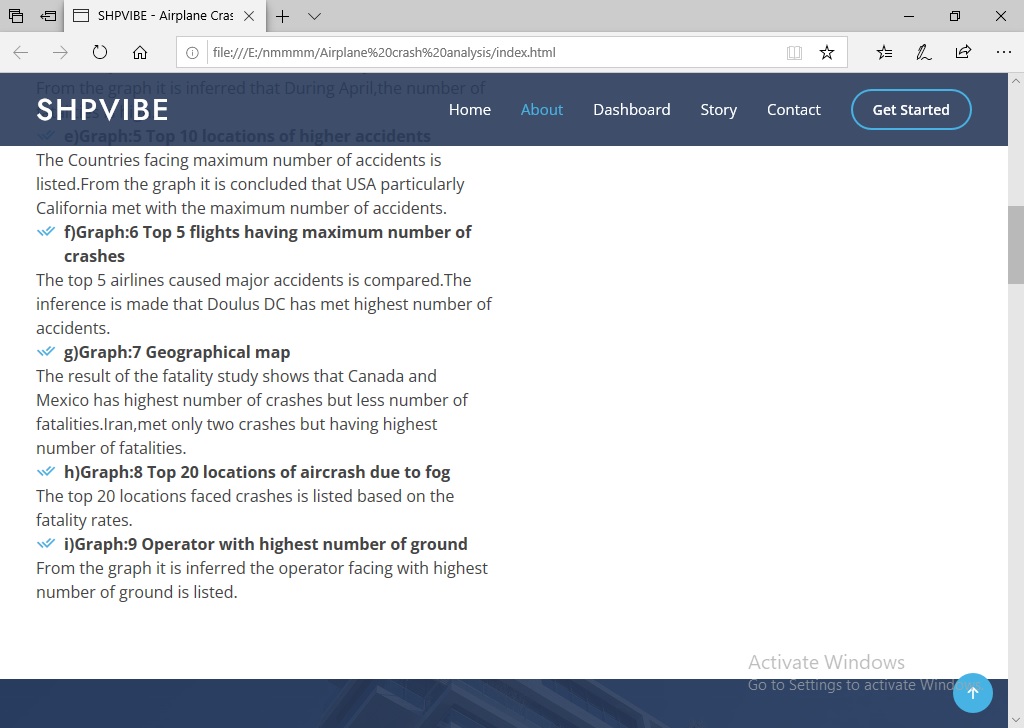 SHPVIBE - Airplane Cras
file:///E:/nmmmm/Airplane%20crash%20analysis/index.html
From the graph it is inferred that During April,the number of
SHPVIBE
Home
About
Dashboard
Story
Contact
Get Started
e)Graph:5 Top 10 locations of higher accidents
The Countries facing maximum number of accidents is
listed.From the graph it is concluded that USA particularly
California met with the maximum number of accidents.
f)Graph:6 Top 5 flights having maximum number of
crashes
The top 5 airlines caused major accidents is compared.The
inference is made that Doulus DC has met highest number of
accidents.
g)Graph:7 Geographical map
The result of the fatality study shows that Canada and
Mexico has highest number of crashes but less number of
fatalities.Iran,met only two crashes but having highest
number of fatalities.
h)Graph:8 Top 20 locations of aircrash due to fog
The top 20 locations faced crashes is listed based on the
fatality rates.
i)Graph:9 Operator with highest number of ground
From the graph it is inferred the operator facing with highest
number of ground is listed.
Activate Windows
Go to Settings to activate Windows.